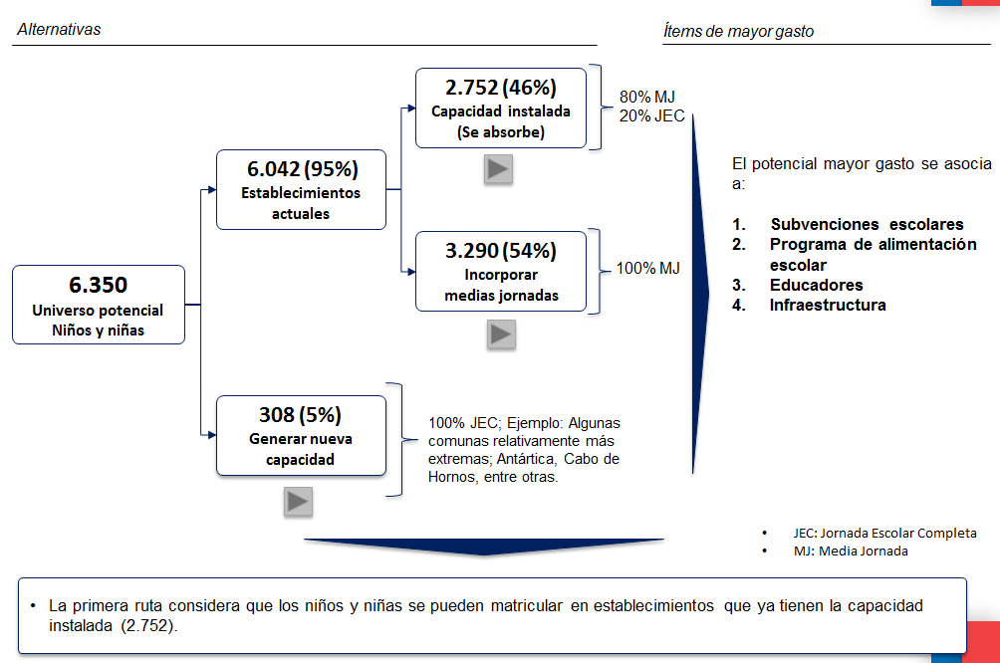 Alternativas
Ítems de mayor gasto
2.752 (46%)
Capacidad instalada
(Se absorbe)
80% MJ
20% JEC
6.042 (95%)
Establecimientos
actuales
3.290 (54%)
Incorporar
medias jornadas
100% MJ
6.350
Universo potencial
Niños y niñas
308 (5%)
Generar nueva
capacidad
100% JEC; Ejemplo: Algunas
comunas relativamente más
extremas; Antártica, Cabo de
Hornos, entre otras.
El potencial mayor gasto se asocia
a:
1. Subvenciones escolares
2. Programa de alimentación
escolar
3. Educadores
4. Infraestructura
• JEC: Jornada Escolar Completa
• MJ: Media Jornada
• La primera ruta considera que los niños y niñas se pueden matricular en establecimientos que ya tienen la capacidad
instalada (2.752).